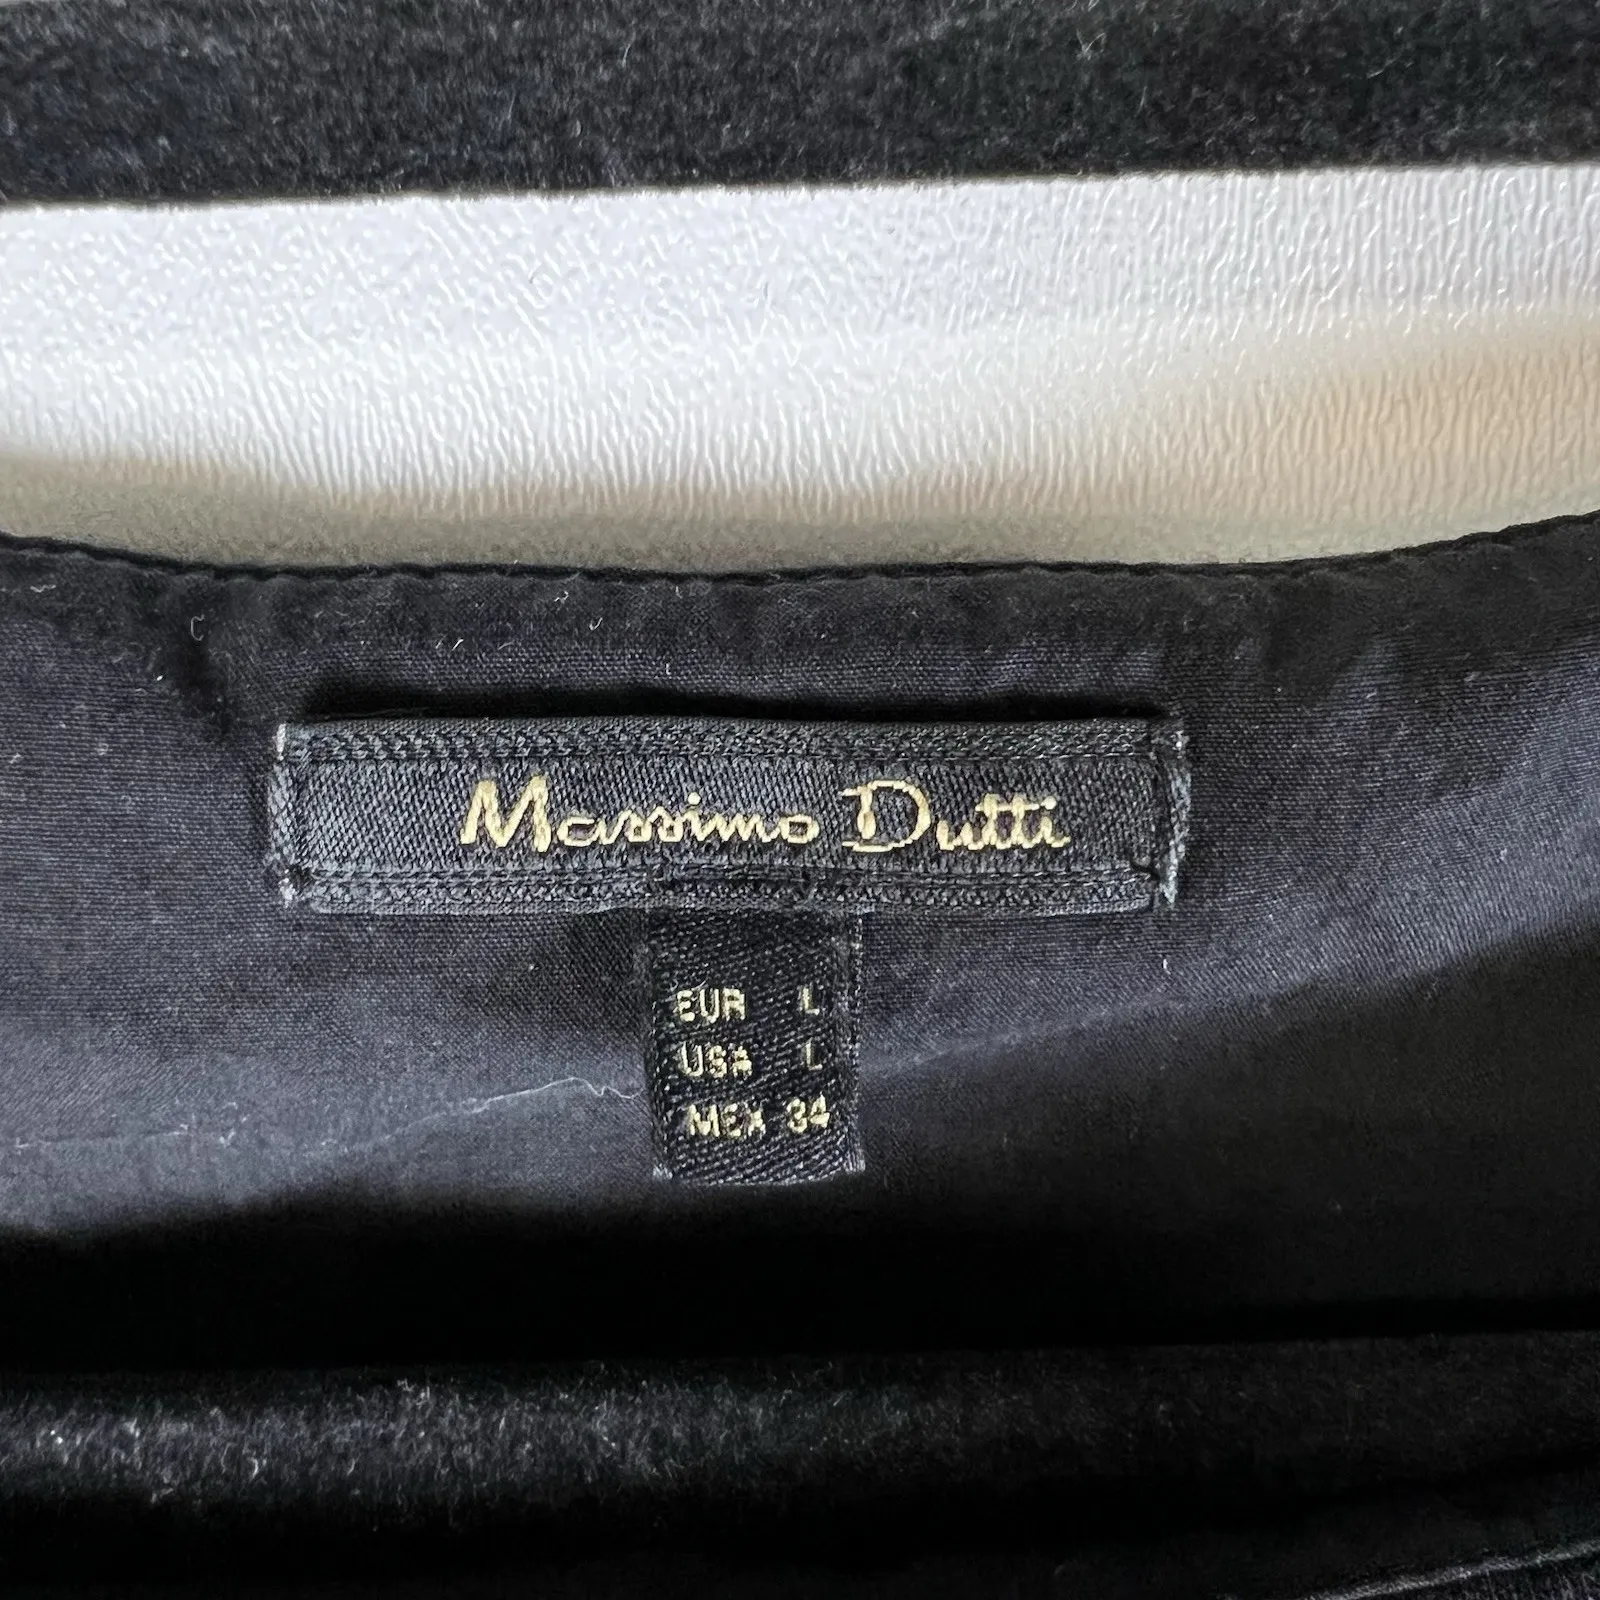 Massimo Dutti
EUR L
USA L
MEX 34